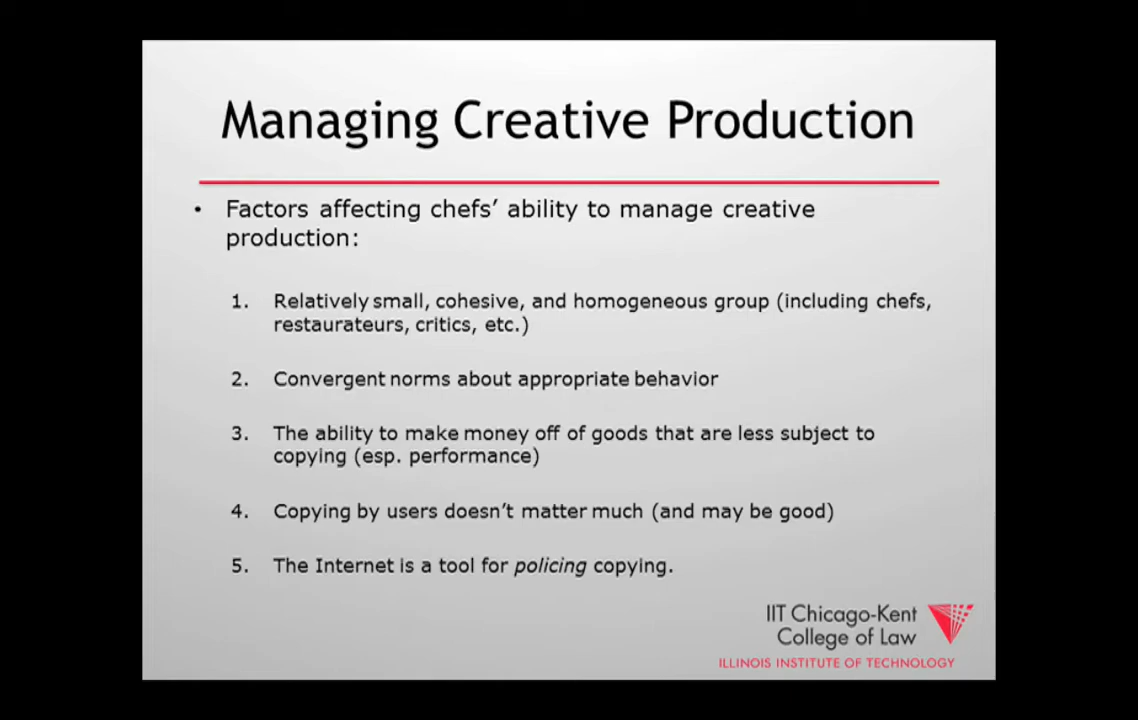 Managing Creative Production
• Factors affecting chefs’ ability to manage creative
production:
1. Relatively small, cohesive, and homogeneous group (including chefs,
restaurateurs, critics, etc.)
2. Convergent norms about appropriate behavior
3. The ability to make money off of goods that are less subject to
copying (esp. performance)
4. Copying by users doesn’t matter much (and may be good)
5. The Internet is a tool for policing copying.
IIT Chicago-Kent
College of Law
ILLINOIS INSTITUTE OF TECHNOLOGY